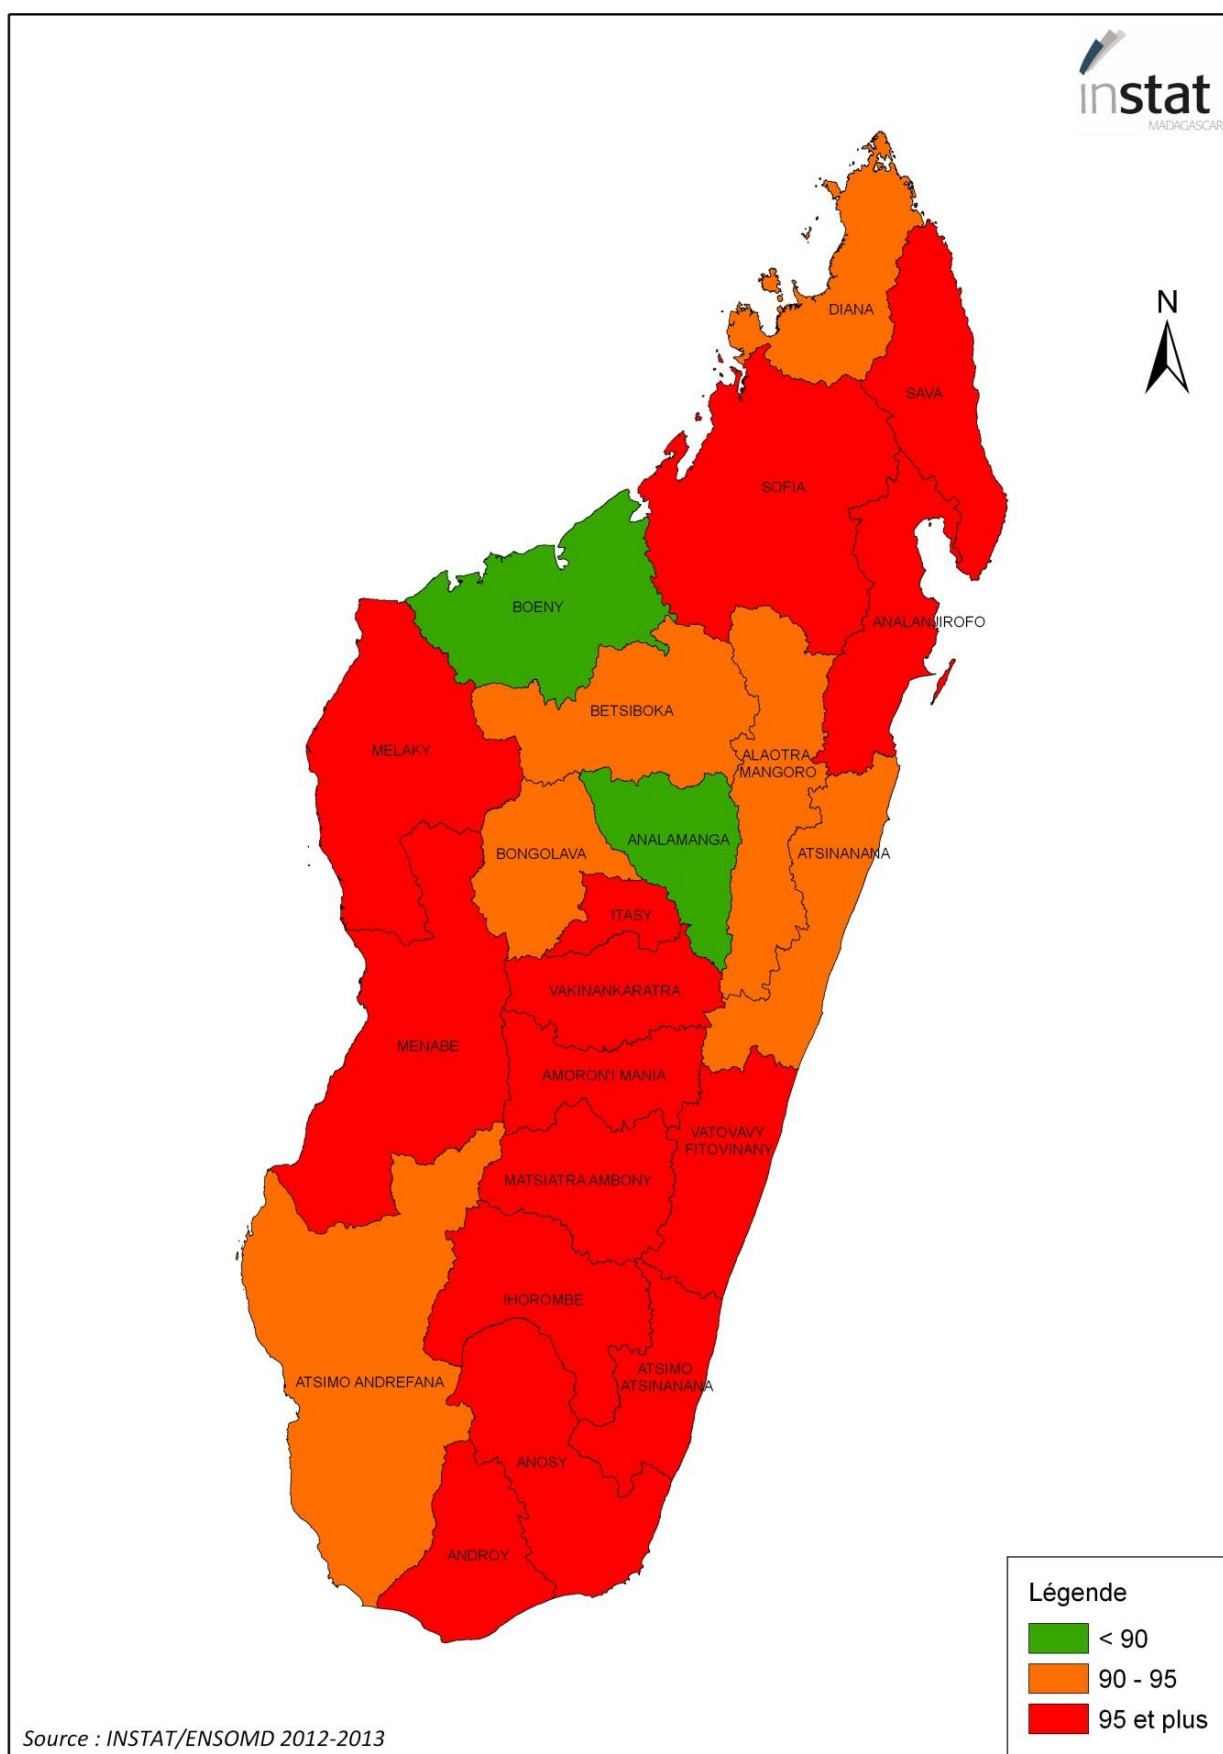 instat
MADAGASCAR
DIANA
N
SAVA
SOFIA
BOENY
ANALANJIROFO
BETSIBOKA
MELAKY
ALAOTRA
MANGORO
ANALAMANGA
BONGOLAVA
ATSINANANA
ITASY
VAKINANKARATRA
MENABE
AMORON'I MANIA
VATOVAVY
FITOVINANY
MATSIATRA AMBONY
IHOROMBE
ATSIMO ANDREFANA
ATSIMO
ATSINANANA
ANOSY
ANDROY
Légende
< 90
90 - 95
95 et plus
Source : INSTAT/ENSOMD 2012-2013